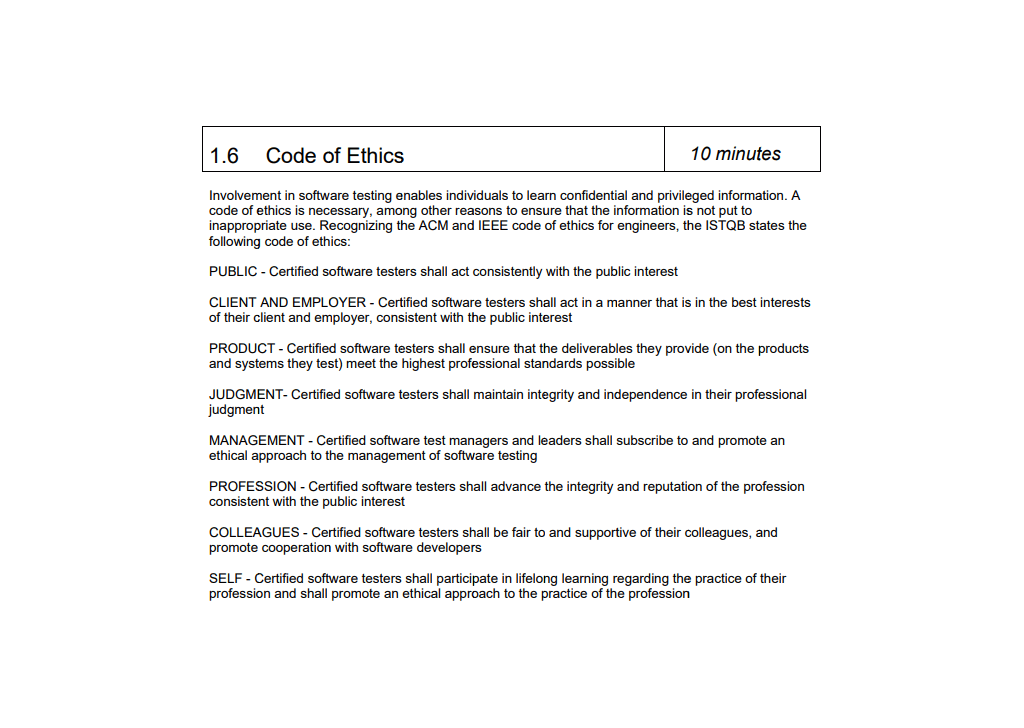 1.6 Code of Ethics
10 minutes
Involvement in software testing enables individuals to learn confidential and privileged information. A
code of ethics is necessary, among other reasons to ensure that the information is not put to
inappropriate use. Recognizing the ACM and IEEE code of ethics for engineers, the ISTQB states the
following code of ethics:
PUBLIC - Certified software testers shall act consistently with the public interest
CLIENT AND EMPLOYER - Certified software testers shall act in a manner that is in the best interests
of their client and employer, consistent with the public interest
PRODUCT - Certified software testers shall ensure that the deliverables they provide (on the products
and systems they test) meet the highest professional standards possible
JUDGMENT- Certified software testers shall maintain integrity and independence in their professional
judgment
MANAGEMENT - Certified software test managers and leaders shall subscribe to and promote an
ethical approach to the management of software testing
PROFESSION - Certified software testers shall advance the integrity and reputation of the profession
consistent with the public interest
COLLEAGUES - Certified software testers shall be fair to and supportive of their colleagues, and
promote cooperation with software developers
SELF - Certified software testers shall participate in lifelong learning regarding the practice of their
profession and shall promote an ethical approach to the practice of the profession